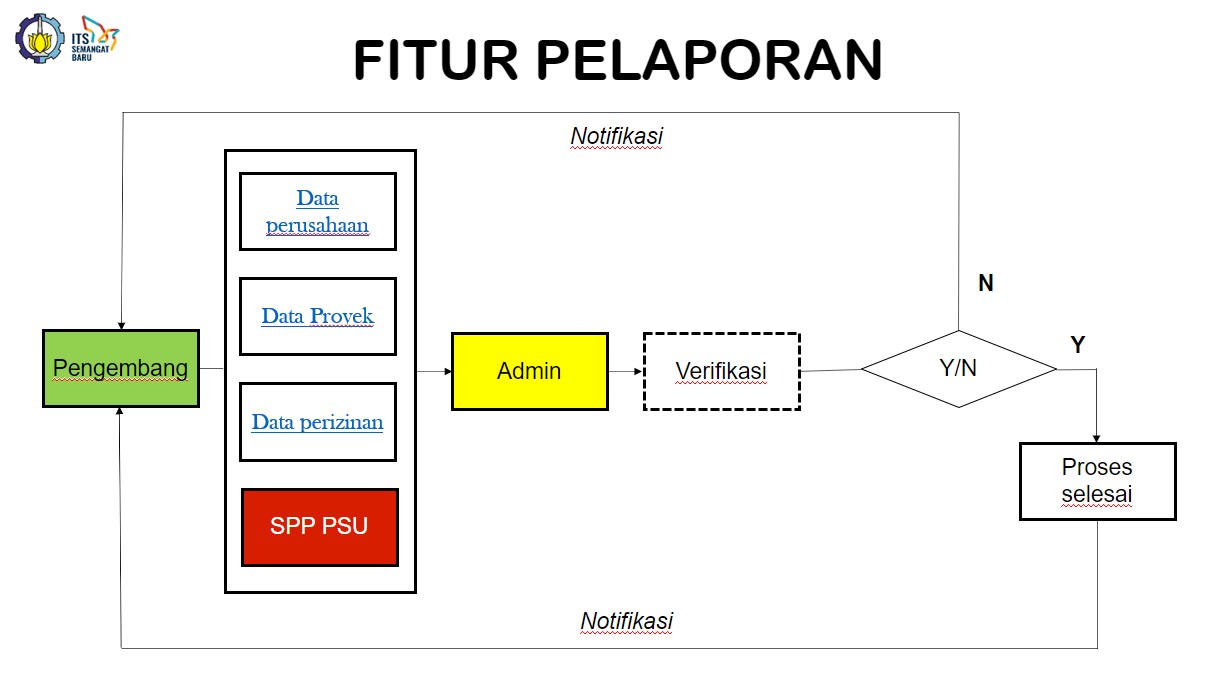 ITS
SEMANGAT
BARU
FITUR PELAPORAN
Notifikasi
Data
perusahaan
N
Data Proyek
Y
Pengembang
Admin
Verifikasi
Y/N
Data perizinan
Proses
selesai
SPP PSU
Notifikasi